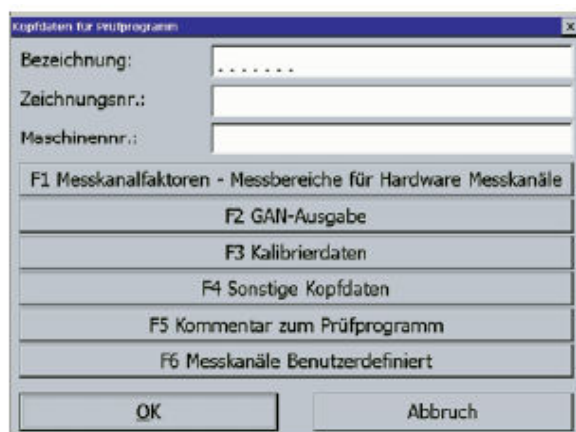 Kopfdaten für Prüfprogramm
Bezeichnung: .......
Zeichnungsnr.:
Maschinennr.:
F1 Messkanalfaktoren - Messbereiche für Hardware Messkanäle
F2 GAN-Ausgabe
F3 Kalibrierdaten
F4 Sonstige Kopfdaten
F5 Kommentar zum Prüfprogramm
F6 Messkanäle Benutzerdefiniert
OK Abbruch